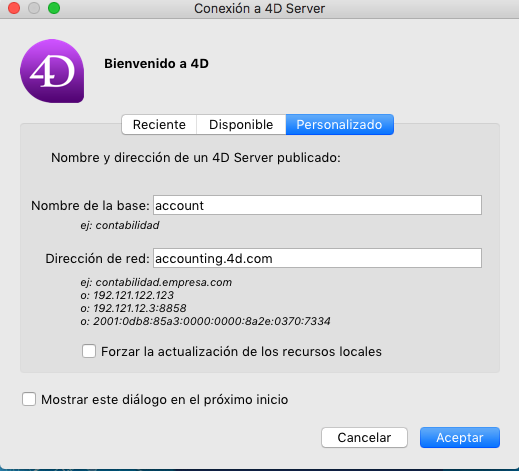 Conexión a 4D Server
4D
Bienvenido a 4D
Reciente
Disponible
Personalizado
Nombre y dirección de un 4D Server publicado:
Nombre de la base: account
ej: contabilidad
Dirección de red: accounting.4d.com
ej: contabilidad.empresa.com
o: 192.121.122.123
o: 192.121.12.3:8858
o: 2001:0db8:85a3:0000:0000:8a2e:0370:7334
Forzar la actualización de los recursos locales
Mostrar este diálogo en el próximo inicio
Cancelar
Aceptar